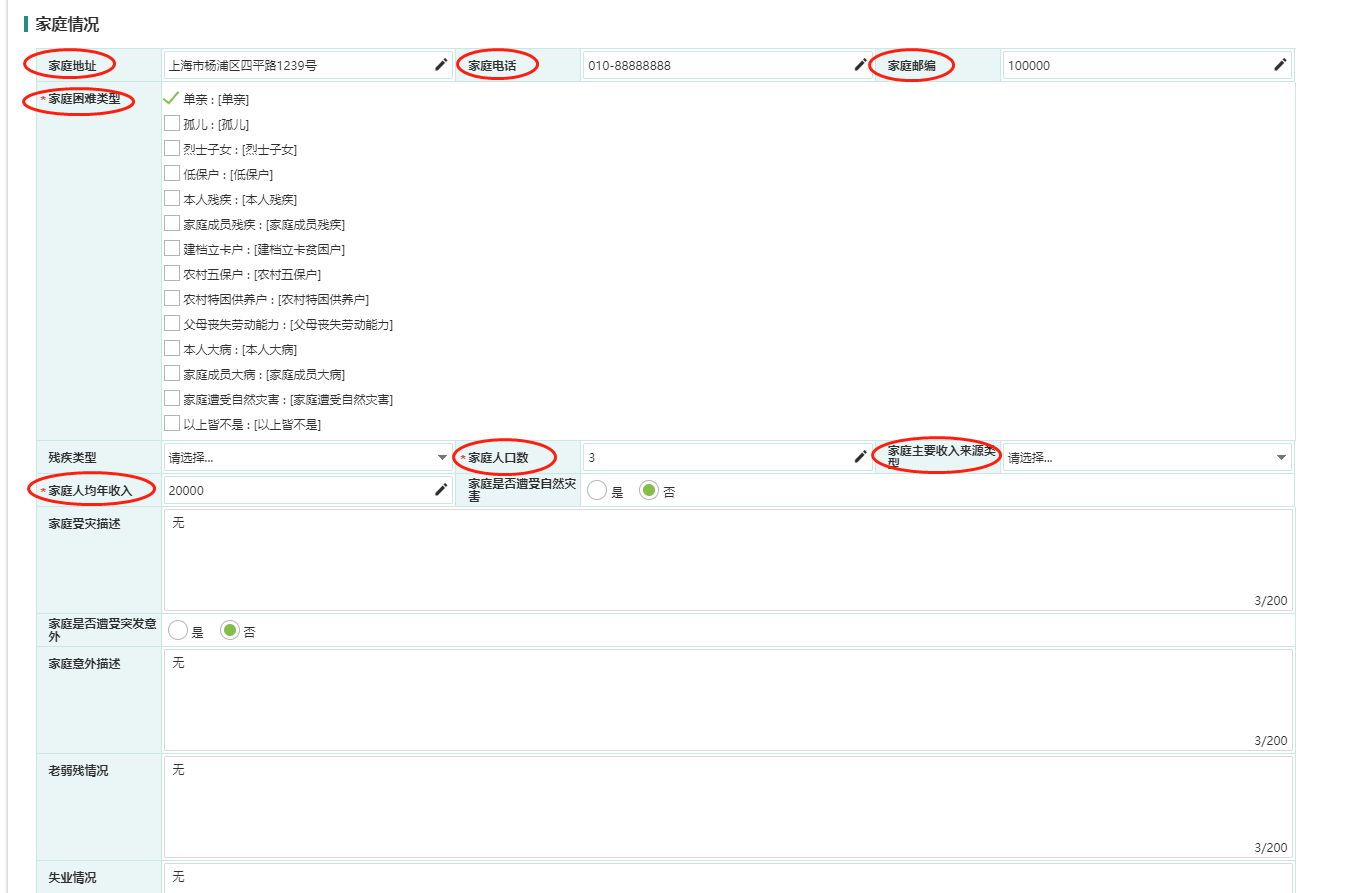 家庭情况
家庭地址 上海市杨浦区四平路1239号 家庭电话 010-88888888 家庭邮编 100000
*家庭困难类型 单亲 : [单亲]
孤儿 : [孤儿]
烈士子女 : [烈士子女]
低保户 : [低保户]
本人残疾 : [本人残疾]
家庭成员残疾 : [家庭成员残疾]
建档立卡户 : [建档立卡贫困户]
农村五保户 : [农村五保户]
农村特困供养户 : [农村特困供养户]
父母丧失劳动能力 : [父母丧失劳动能力]
本人大病 : [本人大病]
家庭成员大病 : [家庭成员大病]
家庭遭受自然灾害 : [家庭遭受自然灾害]
以上皆不是 : [以上皆不是]
残疾类型 请选择... *家庭人口数 3 家庭主要收入来源类型 请选择...
*家庭人均年收入 20000 家庭是否遭受自然灾害 是 否
家庭受灾描述 无
3/200
家庭是否遭受突发意外 是 否
家庭意外描述 无
3/200
老弱残情况 无
3/200
失业情况 无